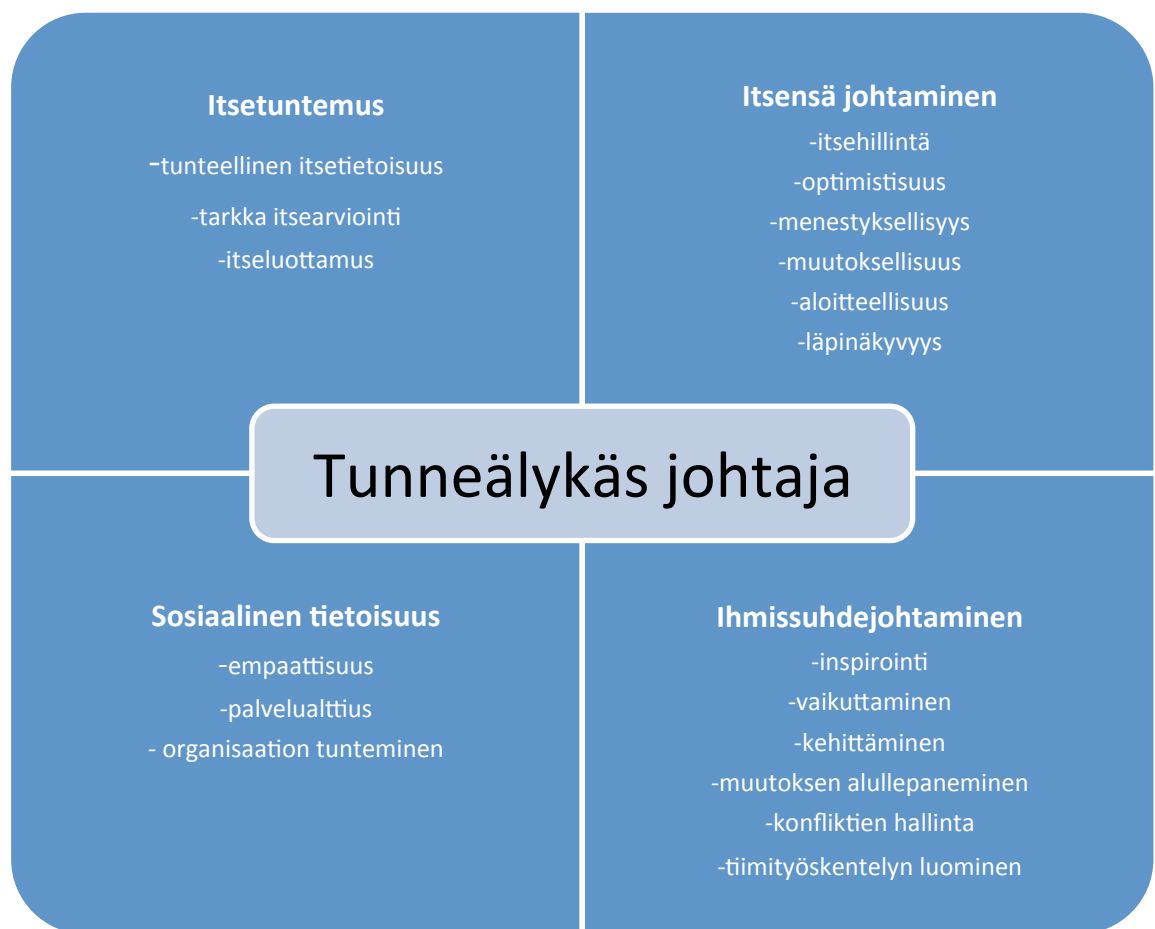 Itsetuntemus
-tunteellinen itsetietoisuus
-tarkka itsearviointi
-itseluottamus
Itsensä johtaminen
-itsehillintä
-optimistisuus
-menestyksellisyys
-muutoksellisuus
-aloitteellisuus
-läpinäkyvyys
Tunneälykäs johtaja
Sosiaalinen tietoisuus
-empaattisuus
-palvelualttius
- organisaation tunteminen
Ihmissuhdejohtaminen
-inspirointi
-vaikuttaminen
-kehittäminen
-muutoksen alullepaneminen
-konfliktien hallinta
-tiimityöskentelyn luominen